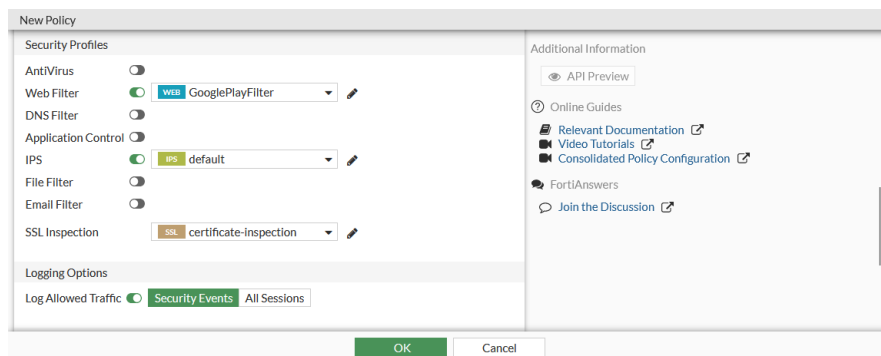 New Policy
Security Profiles
AntiVirus
Web Filter WEB GooglePlayFilter
DNS Filter
Application Control
IPS IPS default
File Filter
Email Filter
SSL Inspection SSL certificate-inspection
Logging Options
Log Allowed Traffic Security Events All Sessions
Additional Information
API Preview
? Online Guides
Relevant Documentation
Video Tutorials
Consolidated Policy Configuration
FortiAnswers
Join the Discussion
OK Cancel